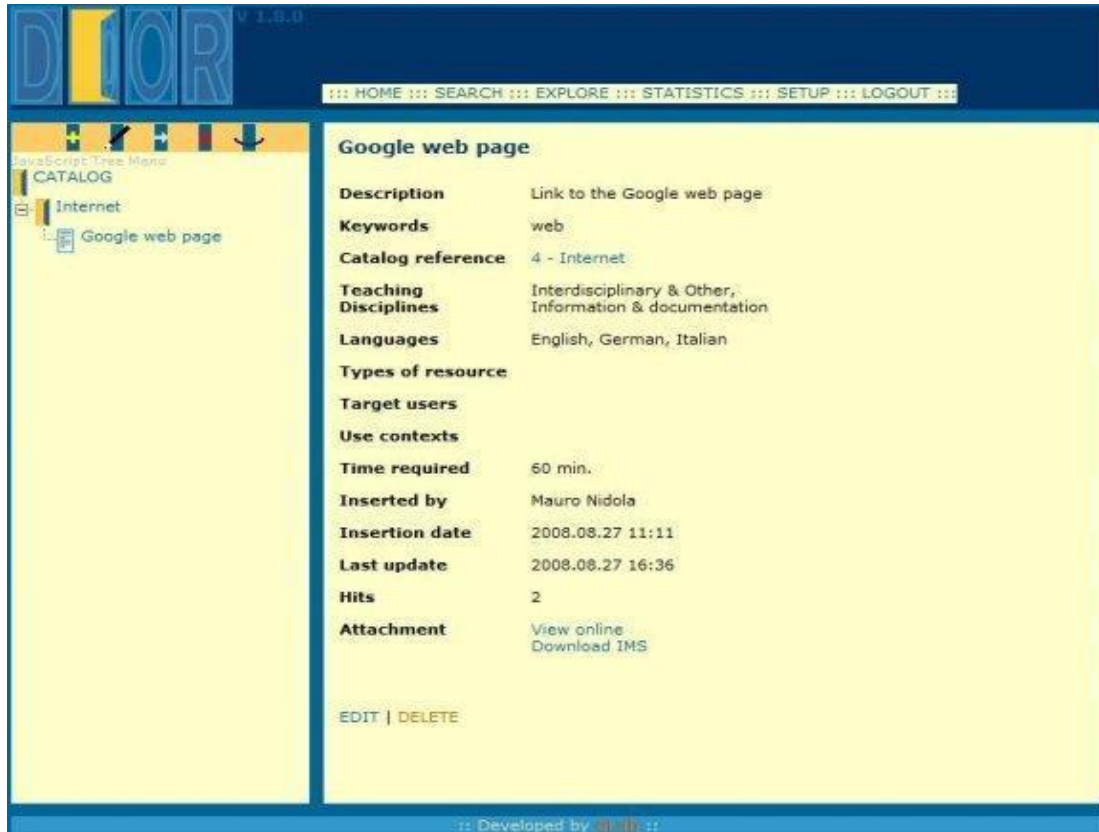 DOOR V 1.8.0
::: HOME ::: SEARCH ::: EXPLORE ::: STATISTICS ::: SETUP ::: LOGOUT :::
JavaScript Tree Menu
CATALOG
Internet
Google web page
Google web page
Description Link to the Google web page
Keywords web
Catalog reference 4 - Internet
Teaching Interdisciplinary & Other,
Disciplines Information & documentation
Languages English, German, Italian
Types of resource
Target users
Use contexts
Time required 60 min.
Inserted by Mauro Nidola
Insertion date 2008.08.27 11:11
Last update 2008.08.27 16:36
Hits 2
Attachment View online
Download IMS
EDIT | DELETE
:: Developed by ::